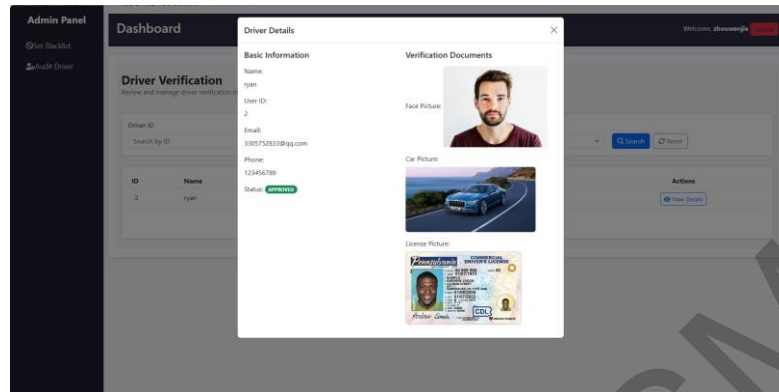 Admin Panel
Set Blacklist
Audit Driver
Dashboard
Welcome, zhouwenjie
Driver Verification
Review and manage driver verification
Driver ID
Search by ID
Search
Reset
ID
Name
Actions
2
ryan
View Details
Driver Details
Basic Information
Name:
ryan
User ID:
2
Email:
3305752833@qq.com
Phone:
123456789
Status: APPROVED
Verification Documents
Face Picture:
Car Picture:
License Picture:
Pennsylvania
COMMERCIAL
DRIVER'S LICENSE
CDL